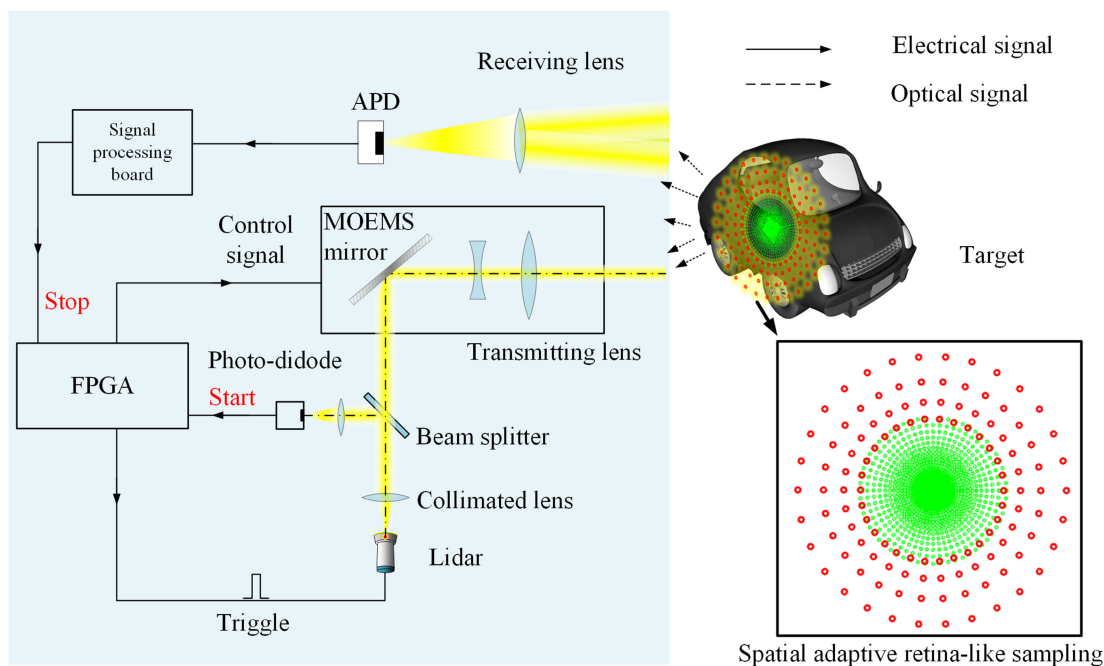 Receiving lens
Electrical signal
Optical signal
APD
Signal
processing
board
MOEMS
mirror
Control
signal
Target
Stop
Transmitting lens
Photo-didode
FPGA
Start
Beam splitter
Collimated lens
Lidar
Triggle
Spatial adaptive retina-like sampling